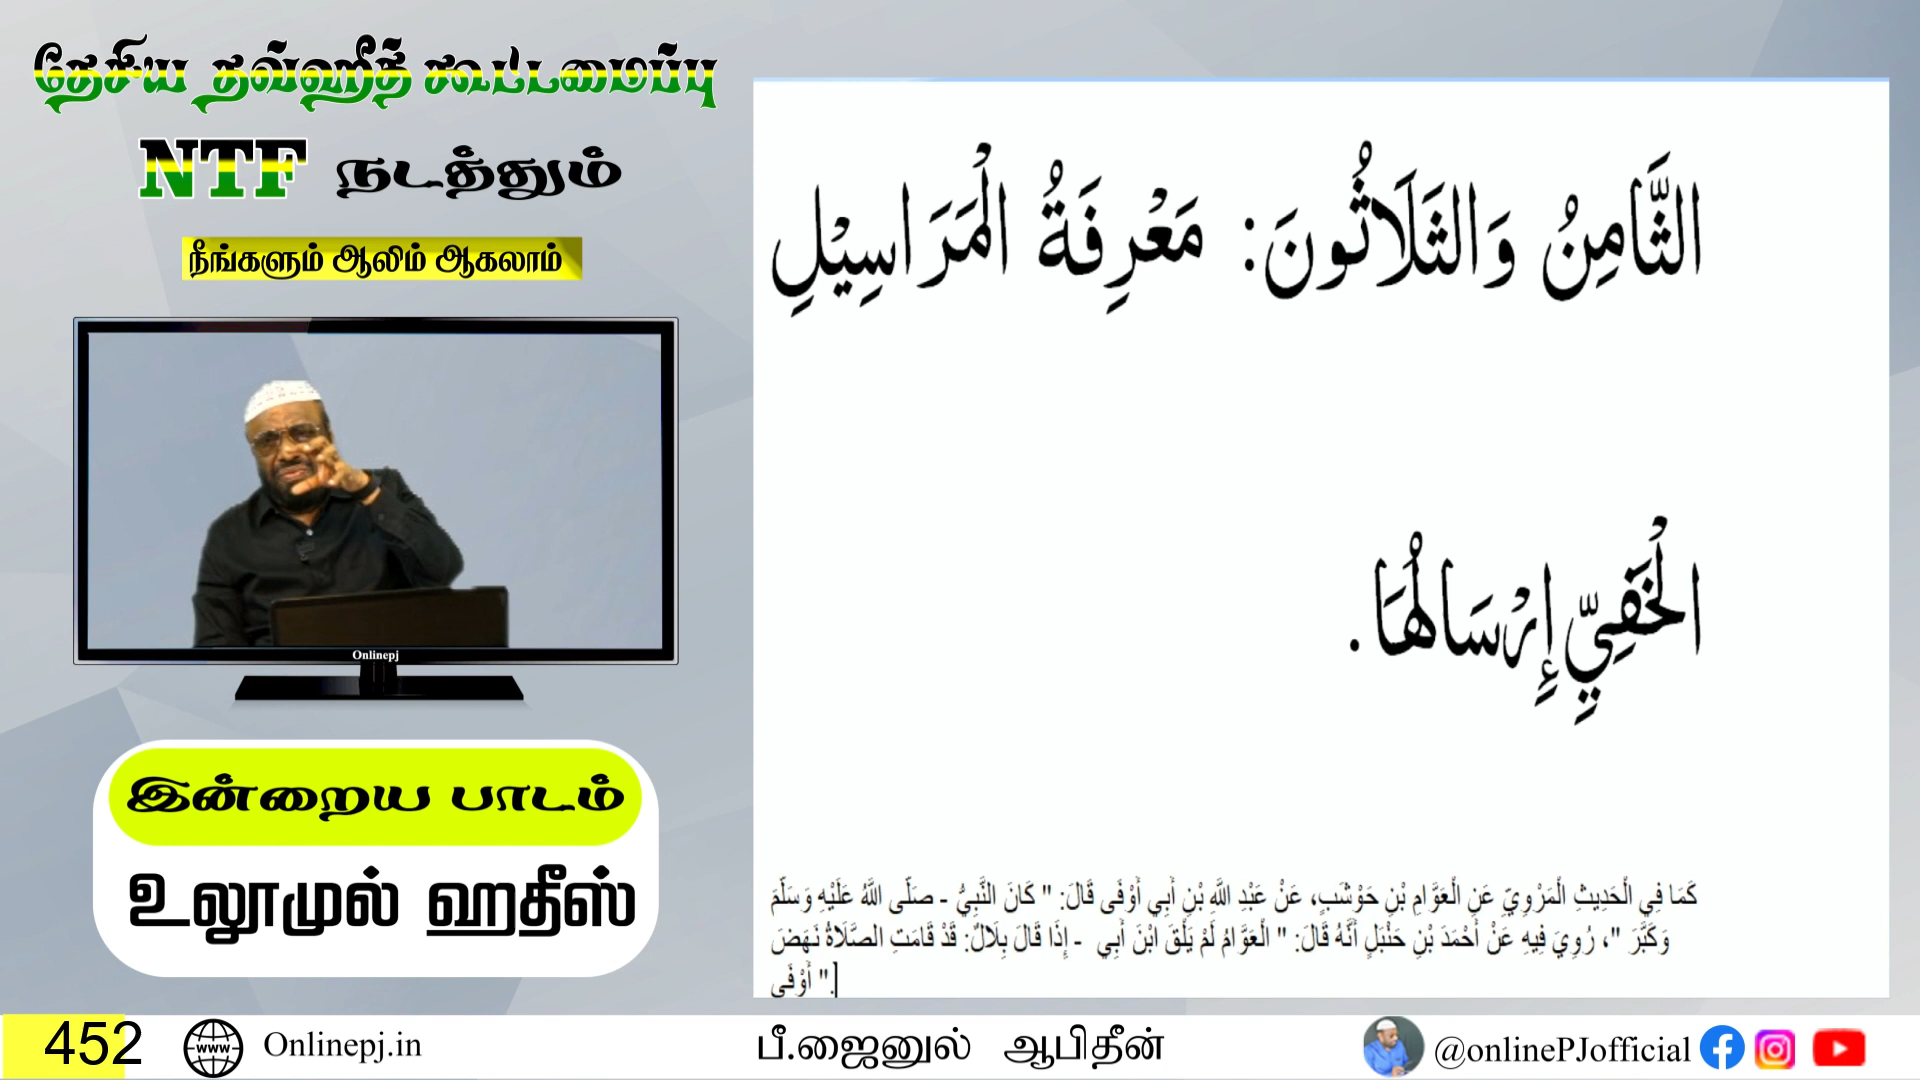 தேசிய தவ்ஹீத் கூட்டமைப்பு
NTF நடத்தும்
நீங்களும் ஆலிம் ஆகலாம்
Onlinepj
இன்றைய பாடம்
உலூமுல் ஹதீஸ்
الثَّامِنُ وَالثَلَاثُونَ: مَعْرِفَةُ الْمَرَاسِيْلِ
الْخَفِيِّ إِرْسَالُهَا.
كَمَا فِي الْحَدِيثِ الْمَرْوِيِّ عَنِ الْعَوَّامِ بْنِ حَوْشَبٍ، عَنْ عَبْدِ اللَّهِ بْنِ أَبِي أَوْفَى قَالَ: " كَانَ النَّبِيُّ - صَلَّى اللَّهُ عَلَيْهِ وَسَلَّمَ
- إِذَا قَالَ بِلَالٌ: قَدْ قَامَتِ الصَّلَاةُ نَهَضَ وَكَبَّرَ "، رُوِيَ فِيهِ عَنْ أَحْمَدَ بْنِ حَنْبَلٍ أَنَّهُ قَالَ: " الْعَوَّامُ لَمْ يَلْقَ ابْنَ أَبِي
أَوْفَى ".
452
www
Onlinepj.in
பீ.ஜைனுல் ஆபிதீன்
@onlinePJofficial